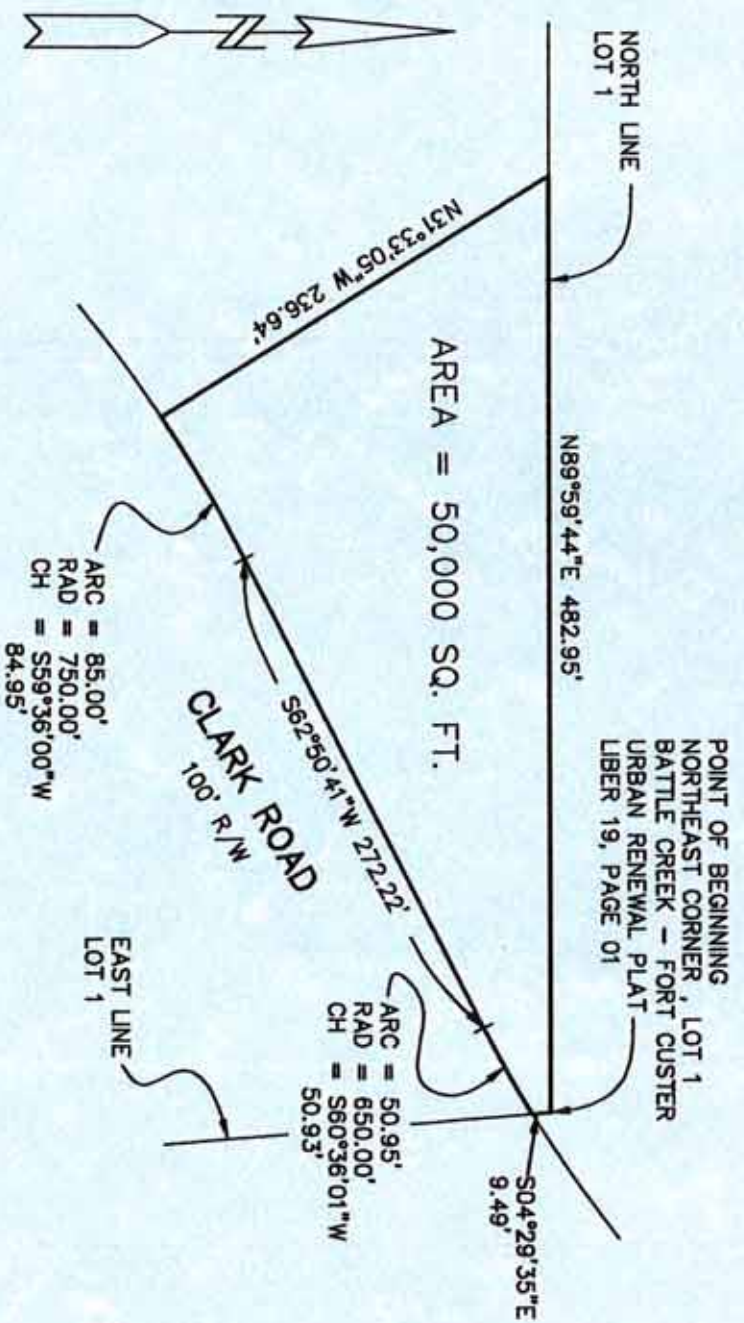 NORTH LINE
LOT 1
POINT OF BEGINNING
NORTHEAST CORNER , LOT 1
BATTLE CREEK – FORT CUSTER
URBAN RENEWAL PLAT
LIBER 19, PAGE 01
N89°59'44"E 482.95'
N31°33'05"W 236.64'
AREA = 50,000 SQ. FT.
S04°29'35"E
9.49'
S62°50'41"W 272.22'
CLARK ROAD
100' R/W
ARC = 50.95'
RAD = 650.00'
CH = S60°36'01"W
50.93'
ARC = 85.00'
RAD = 750.00'
CH = S59°36'00"W
84.95'
EAST LINE
LOT 1
N